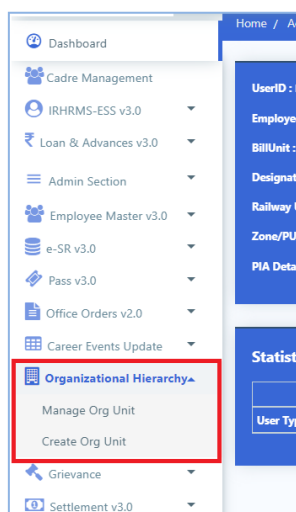 Home / A
Dashboard
Cadre Management
IRHRMS-ESS v3.0
Loan & Advances v3.0
Admin Section
Employee Master v3.0
e-SR v3.0
Pass v3.0
Office Orders v2.0
Career Events Update
Organizational Hierarchy
Manage Org Unit
Create Org Unit
Grievance
Settlement v3.0
UserID :
Employe
BillUnit :
Designat
Railway
Zone/PU
PIA Deta
Statist
User Typ